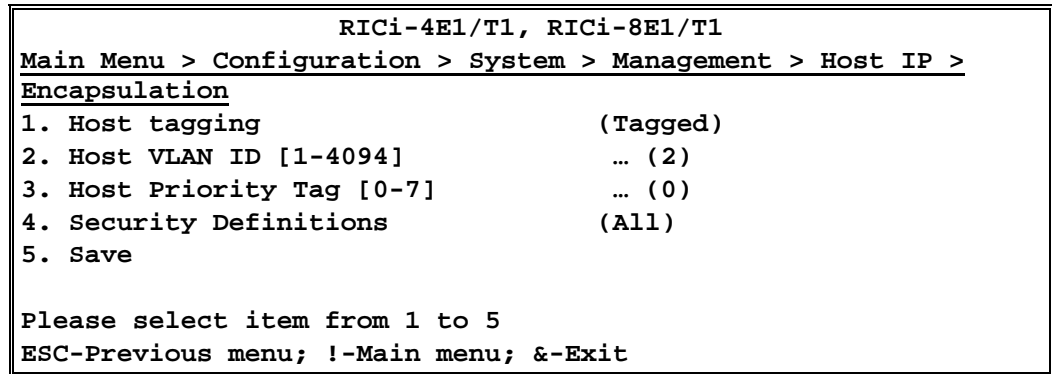 RICi-4E1/T1, RICi-8E1/T1
Main Menu > Configuration > System > Management > Host IP >
Encapsulation
1. Host tagging (Tagged)
2. Host VLAN ID [1-4094] … (2)
3. Host Priority Tag [0-7] … (0)
4. Security Definitions (All)
5. Save
Please select item from 1 to 5
ESC-Previous menu; !-Main menu; &-Exit